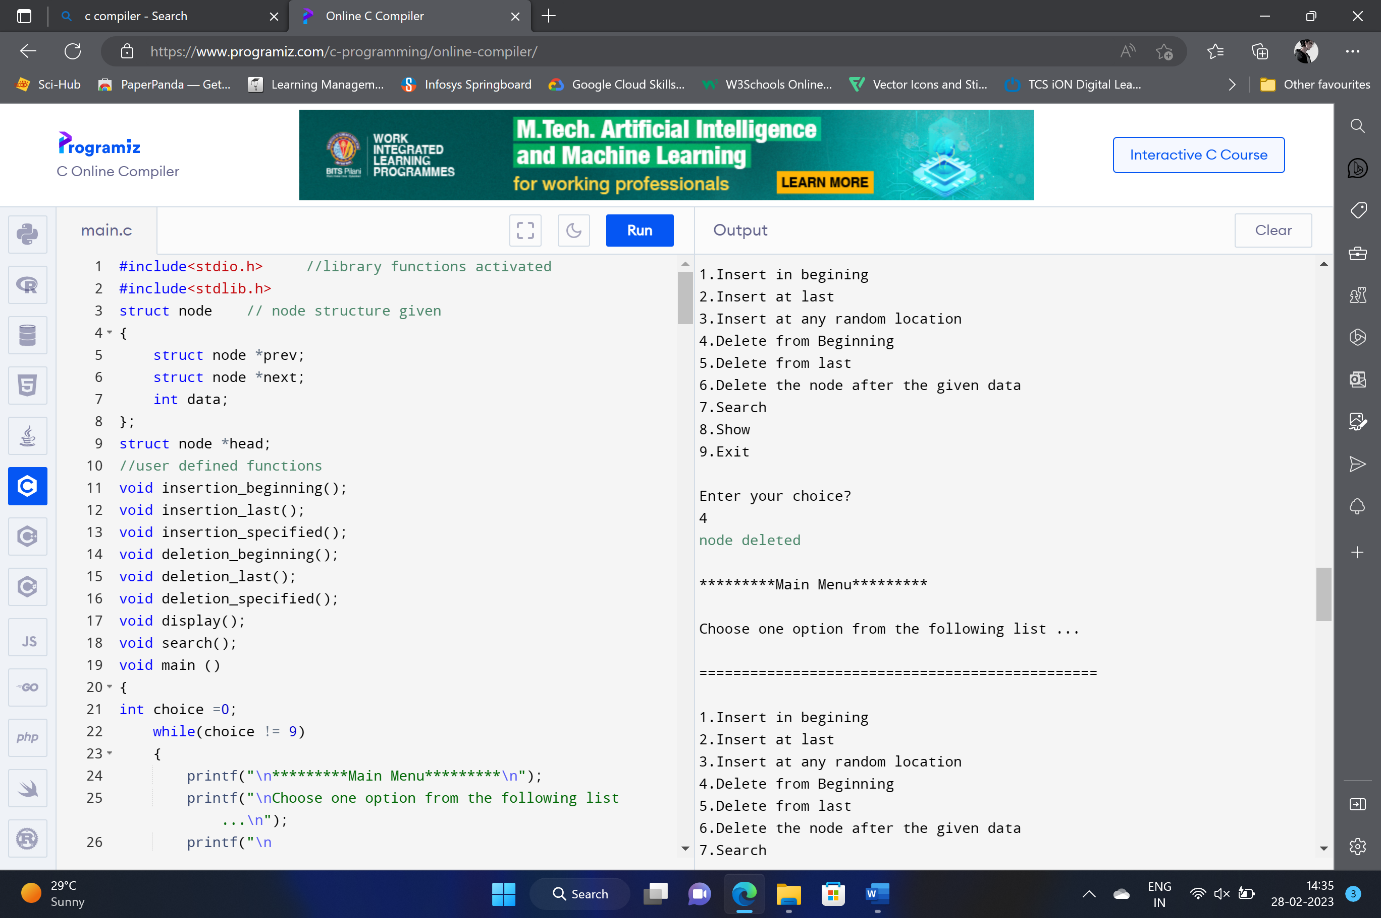 c compiler - Search
Online C Compiler
https://www.programiz.com/c-programming/online-compiler/
Sci-Hub
PaperPanda — Get...
Learning Managem...
Infosys Springboard
Google Cloud Skills...
W3Schools Online...
Vector Icons and Sti...
TCS iON Digital Lea...
Other favourites
Programiz
C Online Compiler
BITS Pilani
WORK
INTEGRATED
LEARNING
PROGRAMMES
M.Tech. Artificial Intelligence
and Machine Learning
for working professionals
LEARN MORE
Interactive C Course
main.c
Run
Output
Clear
1 #include<stdio.h>     //library functions activated
2 #include<stdlib.h>
3 struct node    // node structure given
4 {
5     struct node *prev;
6     struct node *next;
7     int data;
8 };
9 struct node *head;
10 //user defined functions
11 void insertion_beginning();
12 void insertion_last();
13 void insertion_specified();
14 void deletion_beginning();
15 void deletion_last();
16 void deletion_specified();
17 void display();
18 void search();
19 void main ()
20 {
21 int choice =0;
22     while(choice != 9)
23     {
24         printf("\n*********Main Menu*********\n");
25         printf("\nChoose one option from the following list
...\n");
26         printf("\n
1.Insert in begining
2.Insert at last
3.Insert at any random location
4.Delete from Beginning
5.Delete from last
6.Delete the node after the given data
7.Search
8.Show
9.Exit
Enter your choice?
4
node deleted
*********Main Menu*********
Choose one option from the following list ...
===============================================
1.Insert in begining
2.Insert at last
3.Insert at any random location
4.Delete from Beginning
5.Delete from last
6.Delete the node after the given data
7.Search
JS
GO
php
29°C
Sunny
Search
ENG
IN
14:35
28-02-2023
3